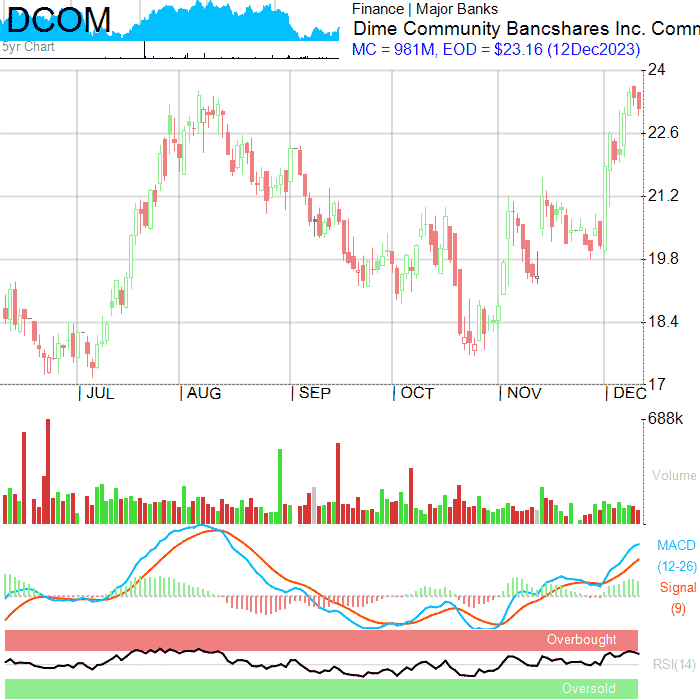 DCOM
5yr Chart
Finance | Major Banks
Dime Community Bancshares Inc. Comm
MC = 981M, EOD = $23.16 (12Dec2023)
24
22.6
21.2
19.8
18.4
17
| JUL | AUG | SEP | OCT | NOV | DEC
688k
Volume
MACD
(12-26)
Signal
(9)
Overbought
RSI(14)
Oversold